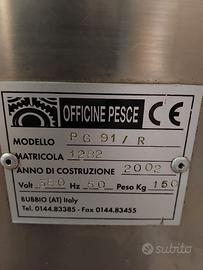 OFFICINE PESCE CE
MODELLO PG 91/R
MATRICOLA 1282
ANNO DI COSTRUZIONE 2002
Volt 380 Hz 50 Peso Kg 150
BUBBIO (AT) Italy
Tel. 0144.83385 - Fax 0144.83455
subito